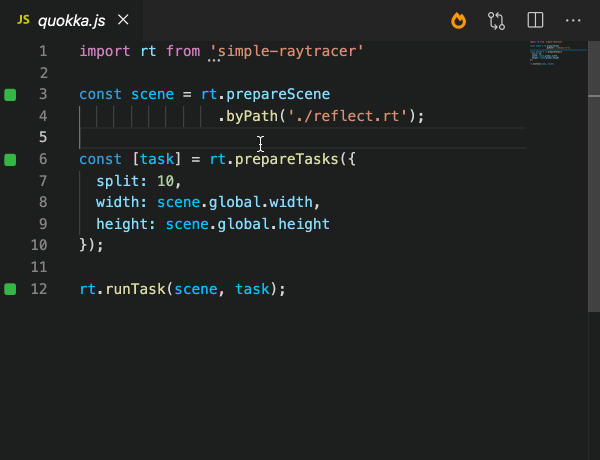 JS quokka.js
1 import rt from 'simple-raytracer'
2
3 const scene = rt.prepareScene
4 .byPath('./reflect.rt');
5
6 const [task] = rt.prepareTasks({
7 split: 10,
8 width: scene.global.width,
9 height: scene.global.height
10 });
11
12 rt.runTask(scene, task);